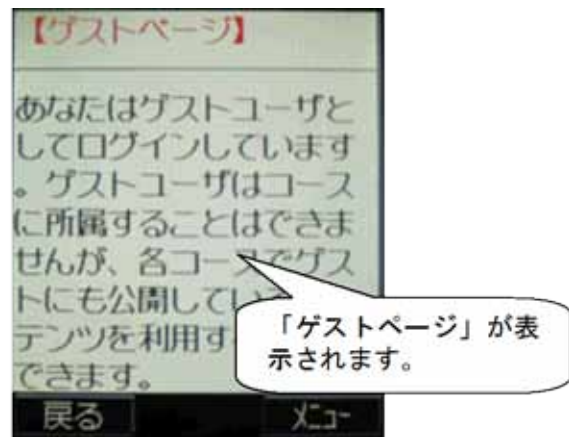 【ゲストページ】
あなたはゲストユーザと
してログインしています
。ゲストユーザはコース
に所属することはできま
せんが、各コースでゲス
トにも公開してい
テンツを利用す
できます。
「ゲストページ」が表
示されます。
戻る
メニュー